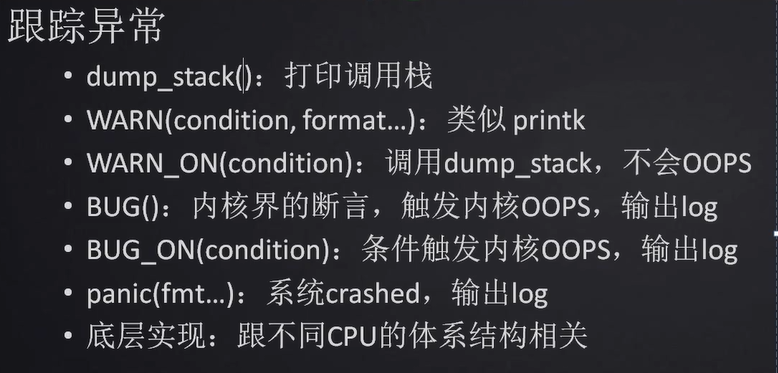 跟踪异常
• dump_stack()：打印调用栈
• WARN(condition, format…)：类似 printk
• WARN_ON(condition)：调用dump_stack，不会OOPS
• BUG()：内核界的断言，触发内核OOPS，输出log
• BUG_ON(condition)：条件触发内核OOPS，输出log
• panic(fmt…)：系统crashed，输出log
• 底层实现：跟不同CPU的体系结构相关